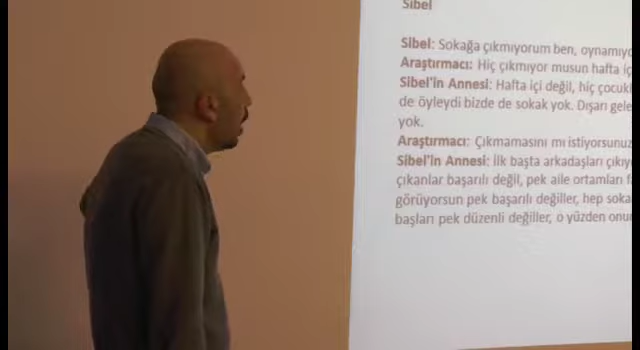 Sibel
Sibel: Sokağa çıkmıyorum ben, oynamıyo
Araştırmacı: Hiç çıkmıyor musun hafta iç
Sibel'in Annesi: Hafta içi değil, hiç çocukl
de öyleydi bizde de sokak yok. Dışarı gele
yok.
Araştırmacı: Çıkmamasını mı istiyorsunuz
Sibel'in Annesi: İlk başta arkadaşları çıkıy
çıkanlar başarılı değil, pek aile ortamları
görüyorsun pek başarılı değiller, hep soka
başları pek düzenli değiller, o yüzden onu